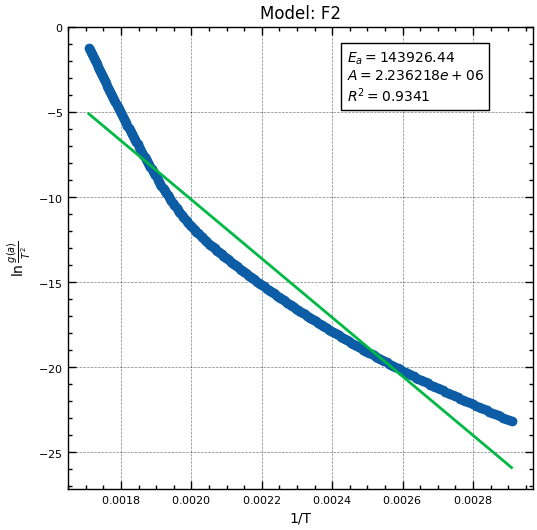 Model: F2
E_a = 143926.44
A = 2.236218e + 06
R^2 = 0.9341
ln g(a)/T^2
0
−5
−10
−15
−20
−25
0.0018 0.0020 0.0022 0.0024 0.0026 0.0028
1/T